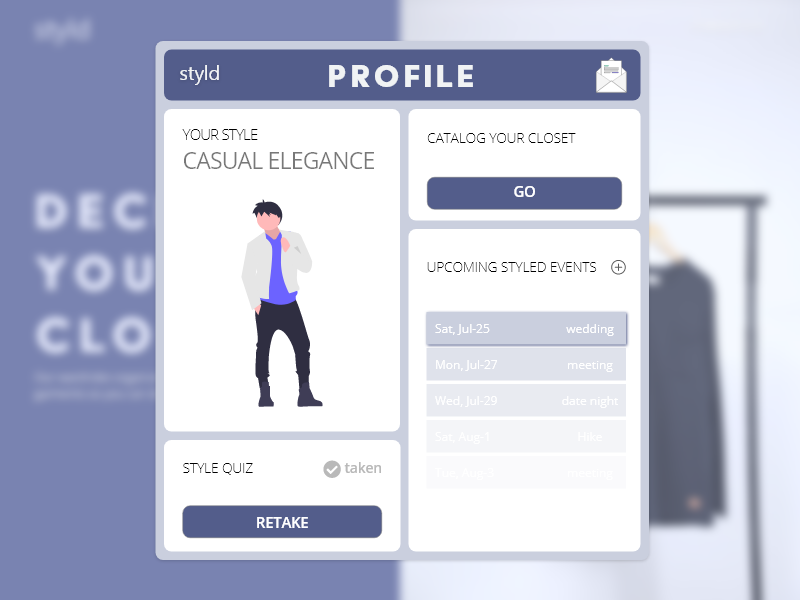 styld
styld
PROFILE
YOUR STYLE
CASUAL ELEGANCE
CATALOG YOUR CLOSET
GO
UPCOMING STYLED EVENTS
Sat, Jul-25 wedding
Mon, Jul-27 meeting
Wed, Jul-29 date night
Sat, Aug-1 Hike
meeting
STYLE QUIZ
taken
RETAKE
DEC
YOU
CLO